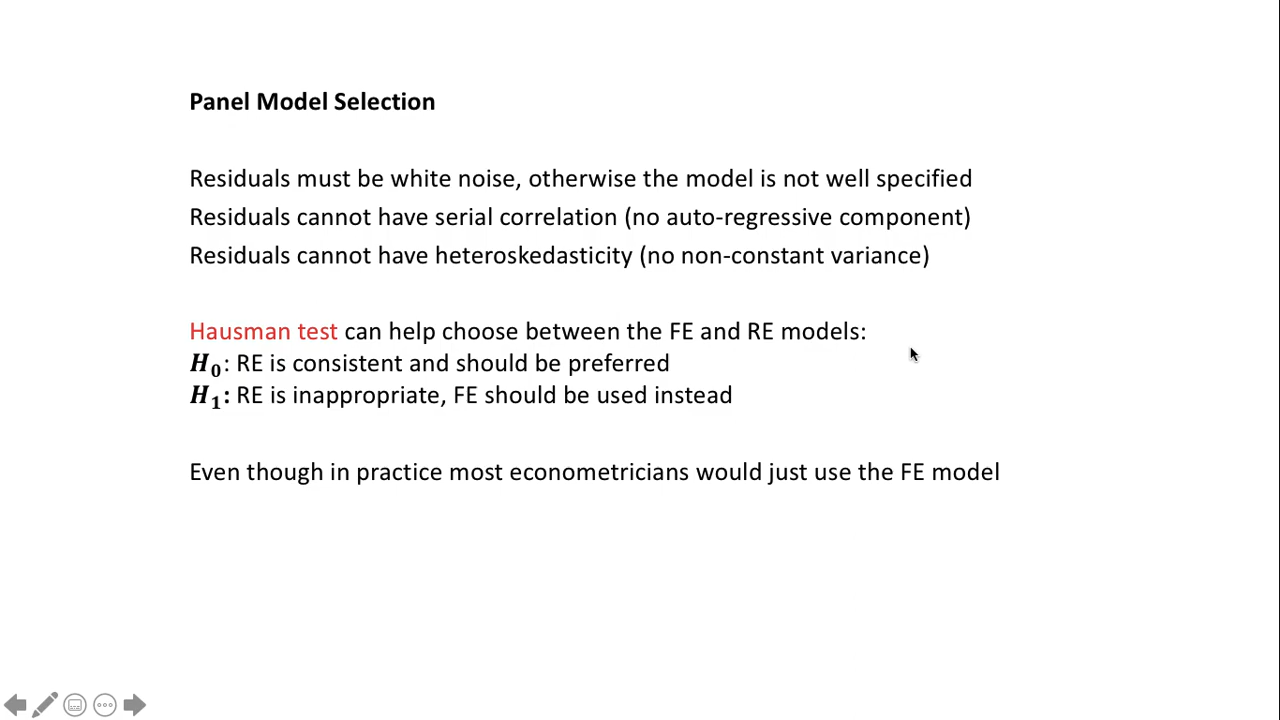 Panel Model Selection
Residuals must be white noise, otherwise the model is not well specified
Residuals cannot have serial correlation (no auto-regressive component)
Residuals cannot have heteroskedasticity (no non-constant variance)
Hausman test can help choose between the FE and RE models:
H₀: RE is consistent and should be preferred
H₁: RE is inappropriate, FE should be used instead
Even though in practice most econometricians would just use the FE model